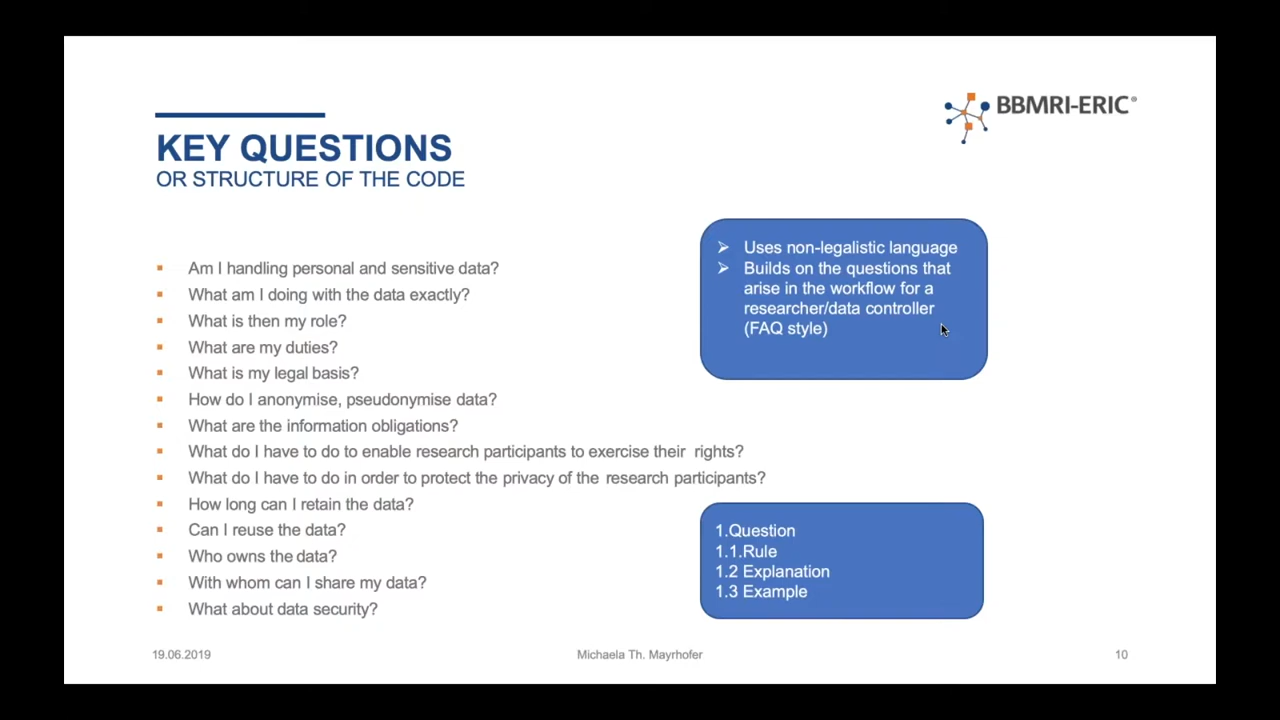 BBMRI-ERIC®
KEY QUESTIONS
OR STRUCTURE OF THE CODE
Am I handling personal and sensitive data?
What am I doing with the data exactly?
What is then my role?
What are my duties?
What is my legal basis?
How do I anonymise, pseudonymise data?
What are the information obligations?
What do I have to do to enable research participants to exercise their rights?
What do I have to do in order to protect the privacy of the research participants?
How long can I retain the data?
Can I reuse the data?
Who owns the data?
With whom can I share my data?
What about data security?
Uses non-legalistic language
Builds on the questions that
arise in the workflow for a
researcher/data controller
(FAQ style)
1.Question
1.1.Rule
1.2 Explanation
1.3 Example
19.06.2019
Michaela Th. Mayrhofer
10